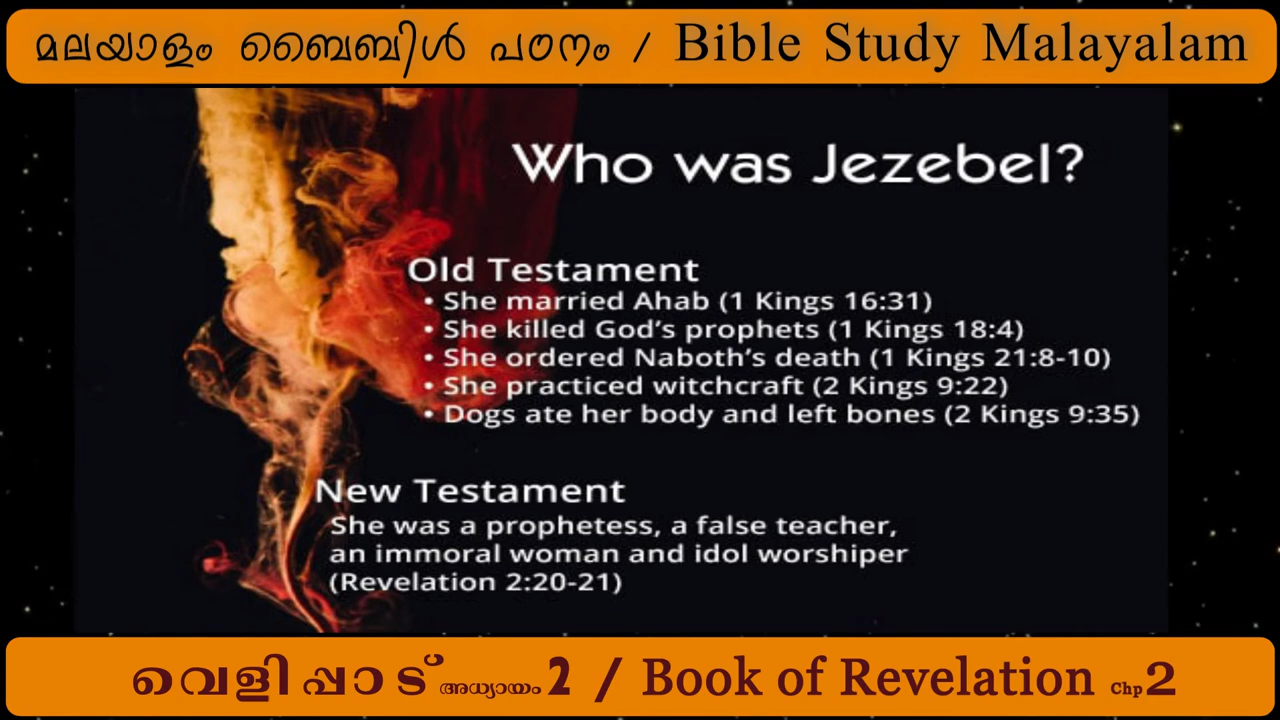 മലയാളം ബൈബിൾ പഠനം / Bible Study Malayalam
Who was Jezebel?
Old Testament
• She married Ahab (1 Kings 16:31)
• She killed God’s prophets (1 Kings 18:4)
• She ordered Naboth’s death (1 Kings 21:8-10)
• She practiced witchcraft (2 Kings 9:22)
• Dogs ate her body and left bones (2 Kings 9:35)
New Testament
She was a prophetess, a false teacher,
an immoral woman and idol worshiper
(Revelation 2:20-21)
വെളിപ്പാട് അധ്യായം 2 / Book of Revelation Chp 2